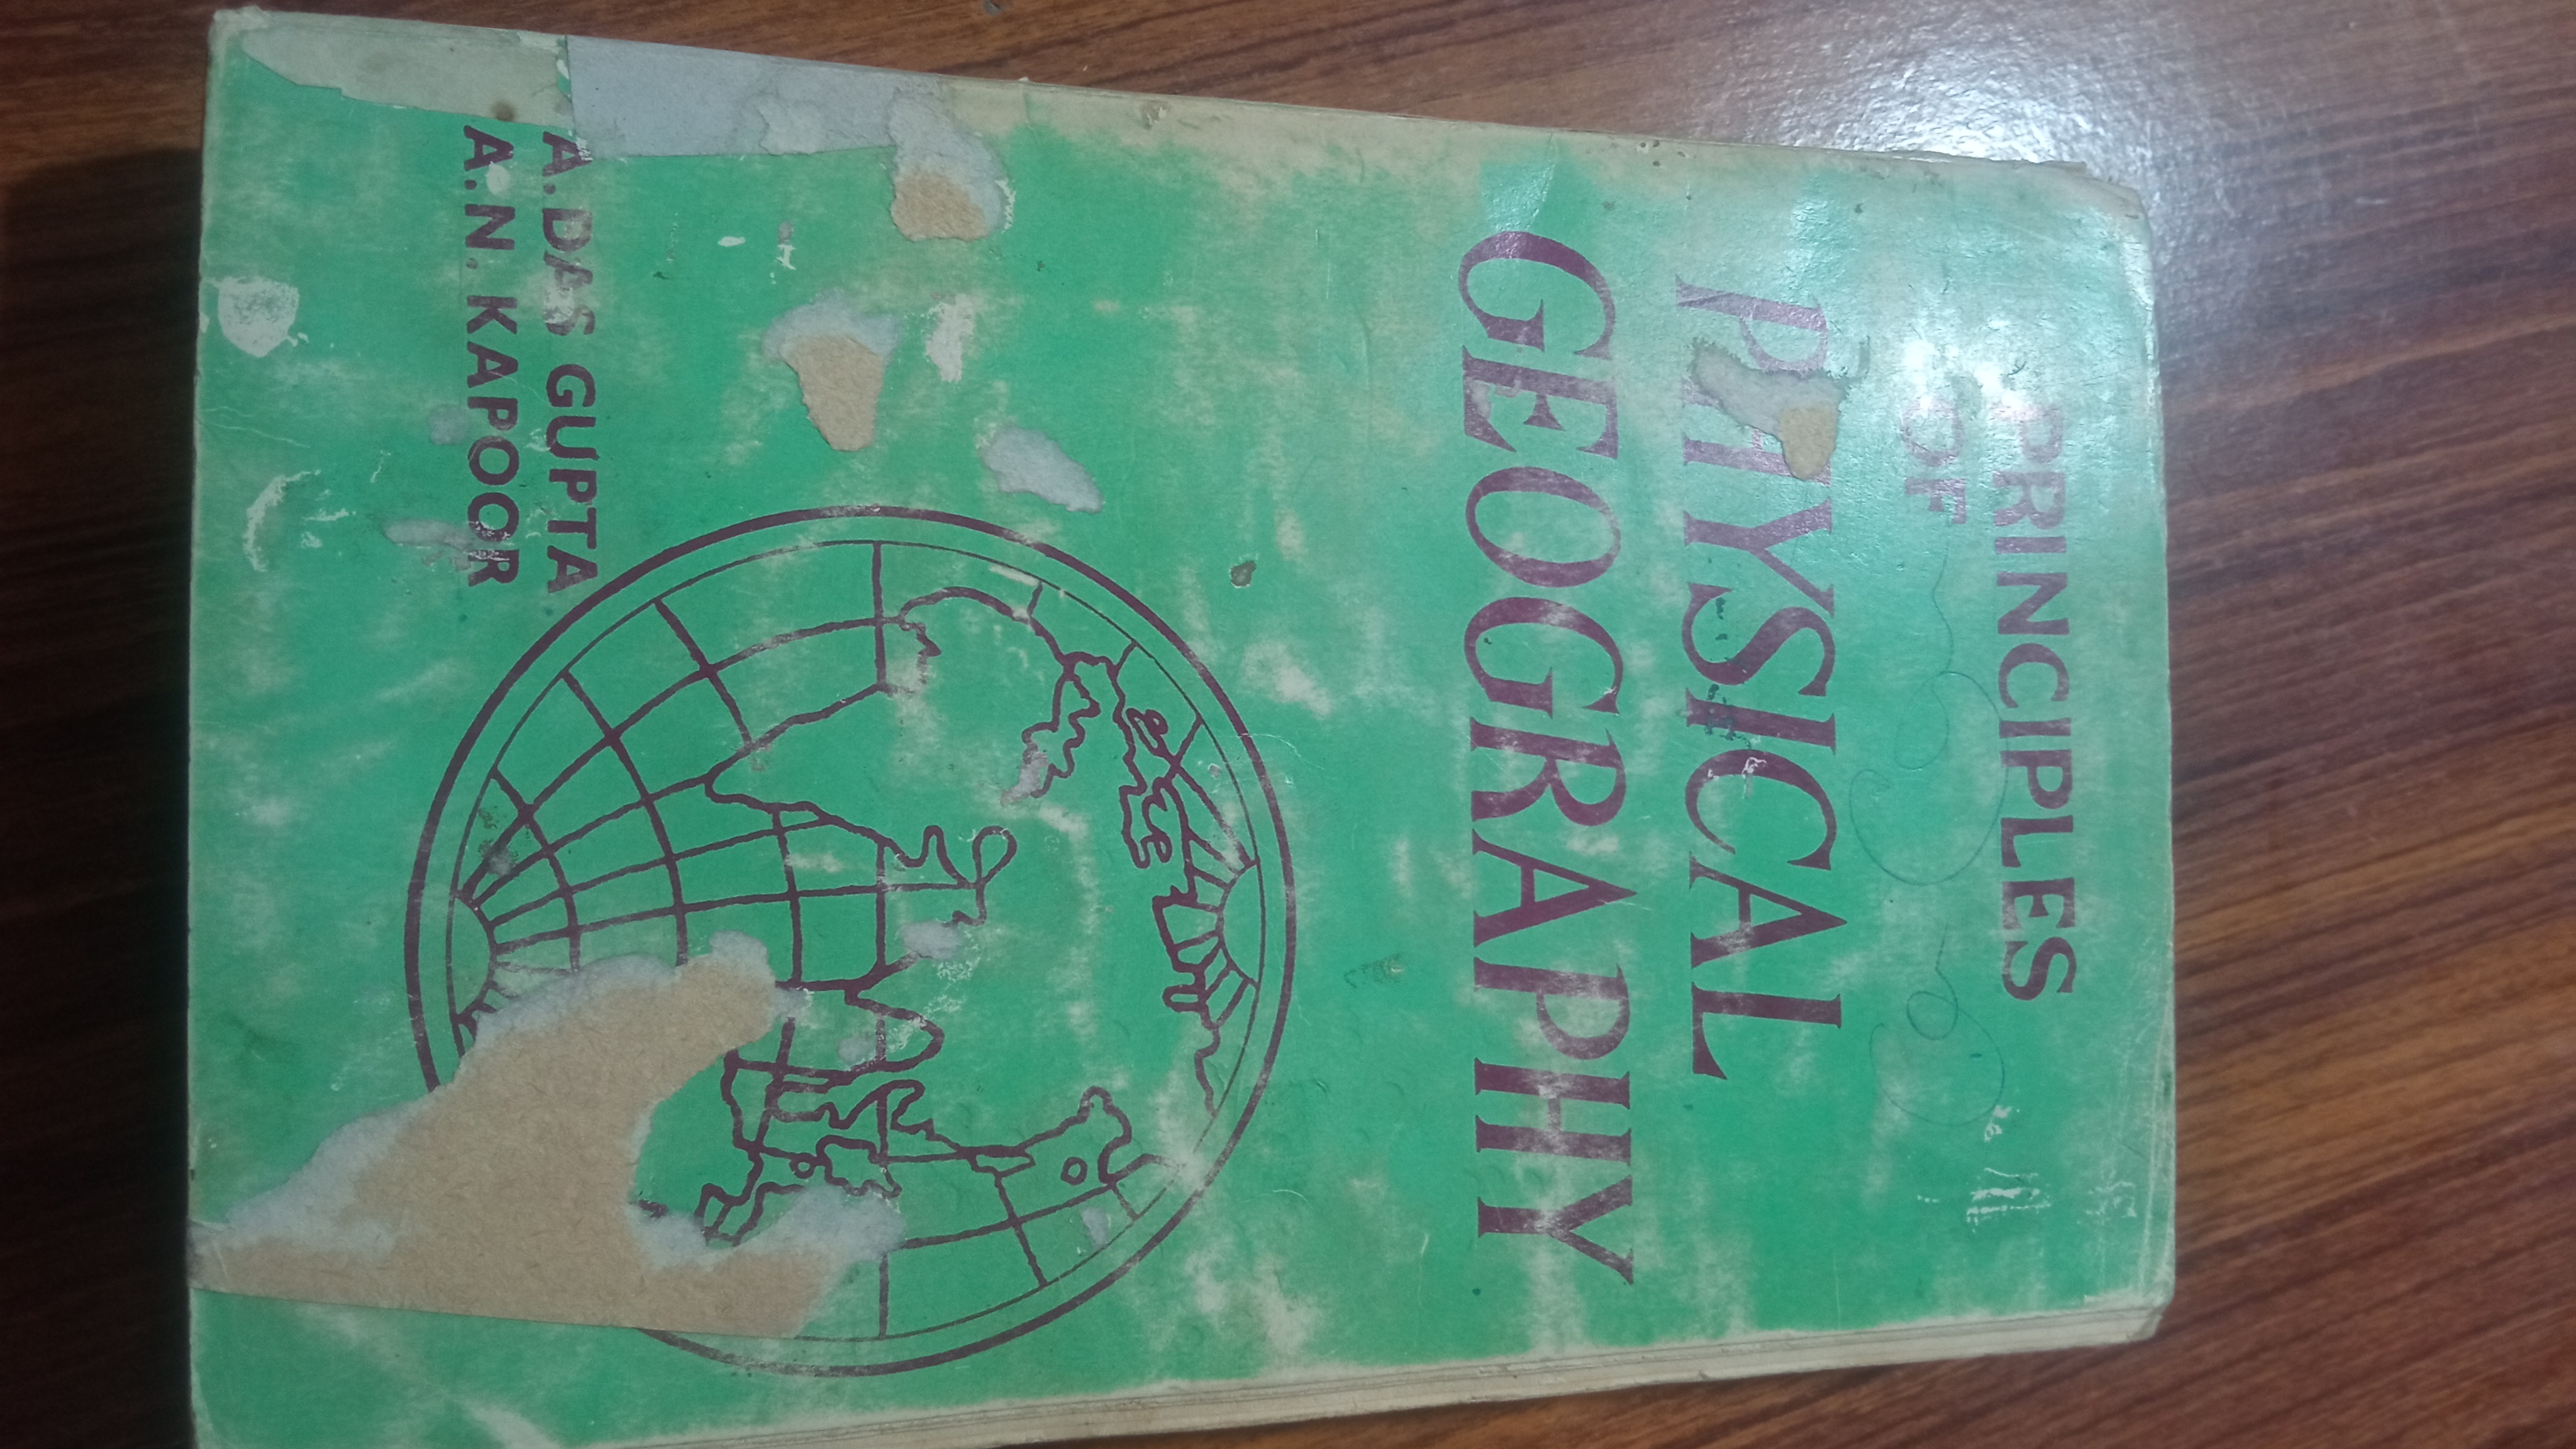 PRINCIPLES
OF
PHYSICAL
GEOGRAPHY
A. DAS GUPTA
A. N. KAPOOR